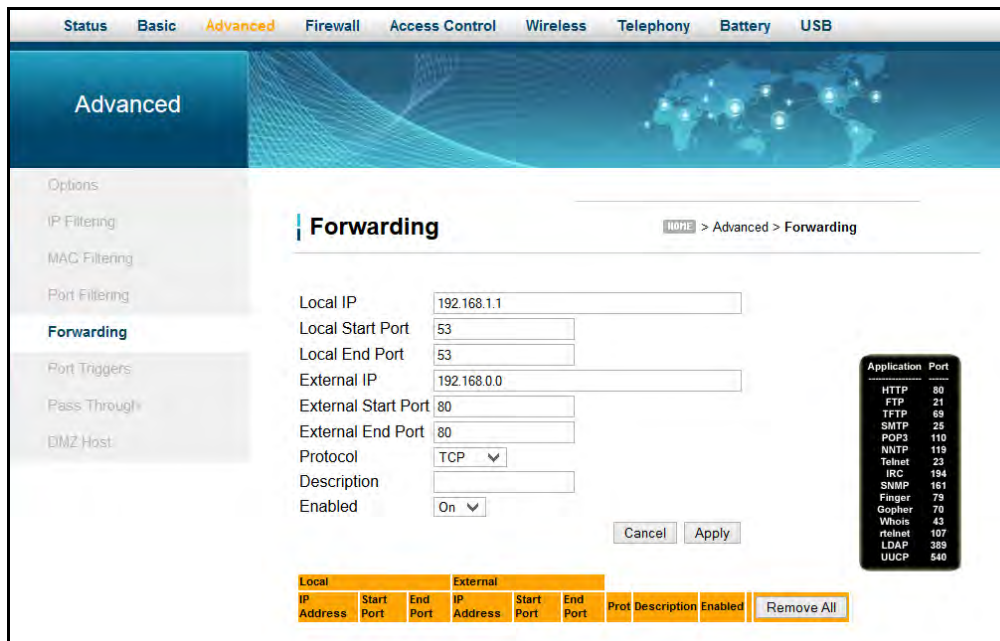 Status Basic Advanced Firewall Access Control Wireless Telephony Battery USB
Advanced
Options
IP Filtering
MAC Filtering
Port Filtering
Forwarding
Port Triggers
Pass Through
DMZ Host
Forwarding
HOME > Advanced > Forwarding
Local IP 192.168.1.1
Local Start Port 53
Local End Port 53
External IP 192.168.0.0
External Start Port 80
External End Port 80
Protocol TCP
Description
Enabled On
Cancel Apply
Application Port
---------------- ------
HTTP 80
FTP 21
TFTP 69
SMTP 25
POP3 110
NNTP 119
Telnet 23
IRC 194
SNMP 161
Finger 79
Gopher 70
Whois 43
rtelnet 107
LDAP 389
UUCP 540
Local External
IP Address Start Port End Port IP Address Start Port End Port Prot Description Enabled Remove All